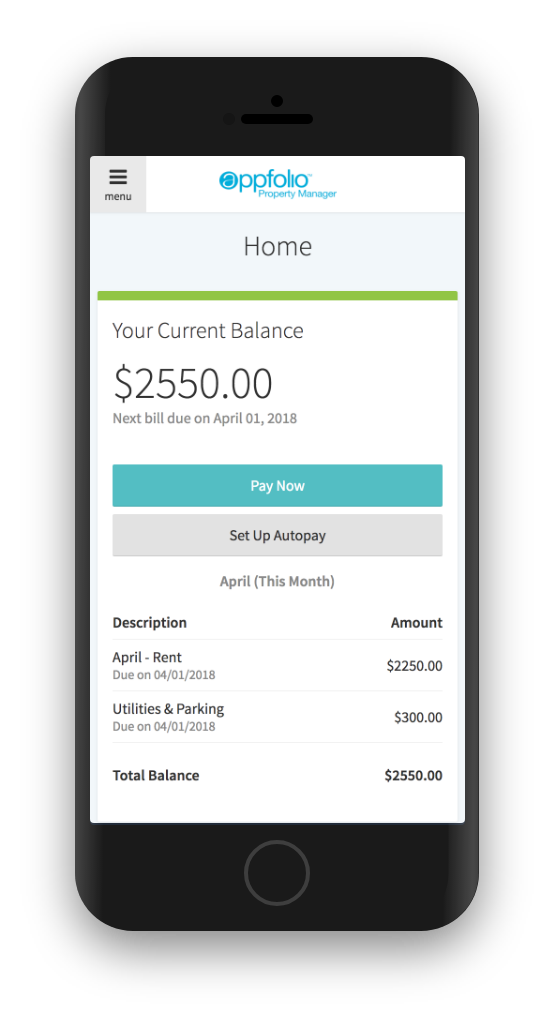 menu
appfolio™
Property Manager
Home
Your Current Balance
$2550.00
Next bill due on April 01, 2018
Pay Now
Set Up Autopay
April (This Month)
Description Amount
April - Rent $2250.00
Due on 04/01/2018
Utilities & Parking $300.00
Due on 04/01/2018
Total Balance $2550.00